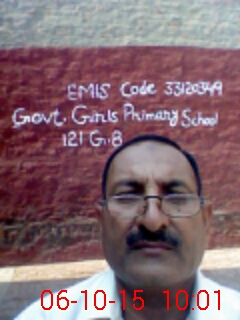 EMIS Code 33120349
Govt. Girls Primary School
121 G.B
06-10-15 10.01